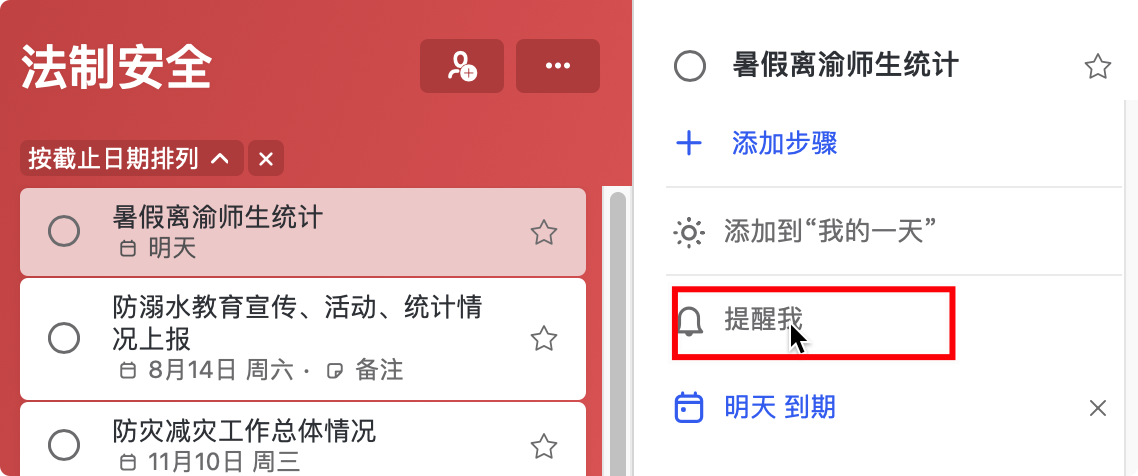 法制安全
按截止日期排列
暑假离渝师生统计
明天
防溺水教育宣传、活动、统计情
况上报
8月14日 周六 · 备注
防灾减灾工作总体情况
11月10日 周三
暑假离渝师生统计
添加步骤
添加到“我的一天”
提醒我
明天 到期